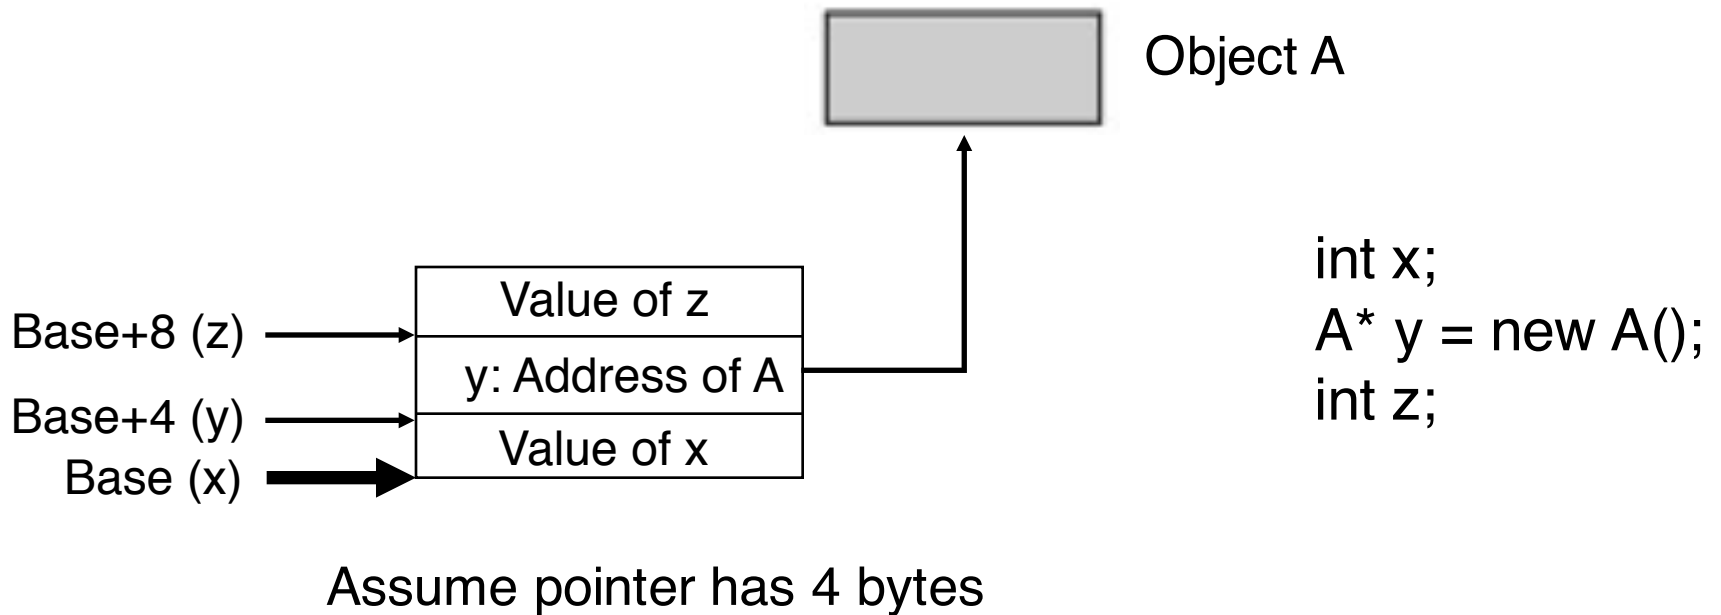 Object A
int x;
A* y = new A();
int z;
Value of z
Base+8 (z)
y: Address of A
Base+4 (y)
Value of x
Base (x)
Assume pointer has 4 bytes